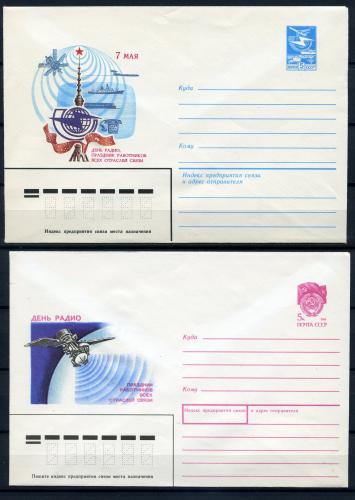 7 МАЯ
ДЕНЬ РАДИО,
ПРАЗДНИК РАБОТНИКОВ
ВСЕХ ОТРАСЛЕЙ СВЯЗИ
Куда
Кому
Индекс предприятия связи
и адрес отправителя
Индекс предприятия связи места назначения
ДЕНЬ РАДИО
ПРАЗДНИК
РАБОТНИКОВ
ВСЕХ
ОТРАСЛЕЙ СВЯЗИ
5к
ПОЧТА СССР
Куда
Кому
Индекс предприятия связи и адрес отправителя
Пишите индекс предприятия связи места назначения